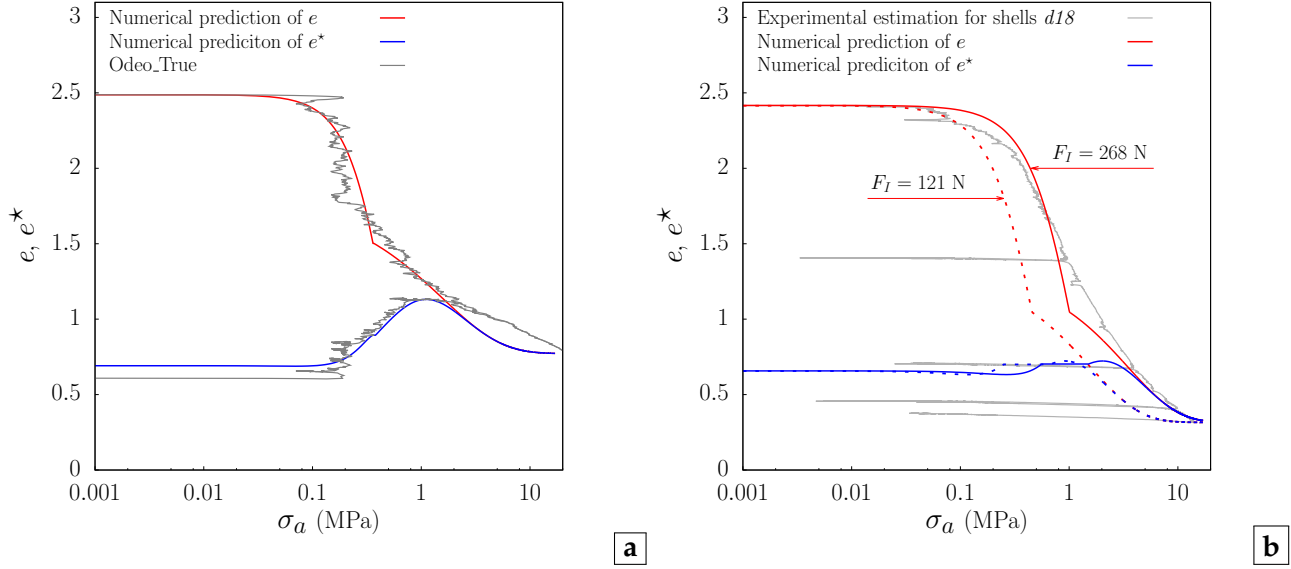 3
2.5
2
1.5
1
0.5
0
e, e★
Numerical prediction of e
Numerical prediciton of e★
Odeo_True
0.001 0.01 0.1 1 10
σa (MPa)
a
3
2.5
2
1.5
1
0.5
0
e, e★
Experimental estimation for shells d18
Numerical prediction of e
Numerical prediciton of e★
FI = 268 N
FI = 121 N
0.001 0.01 0.1 1 10
σa (MPa)
b